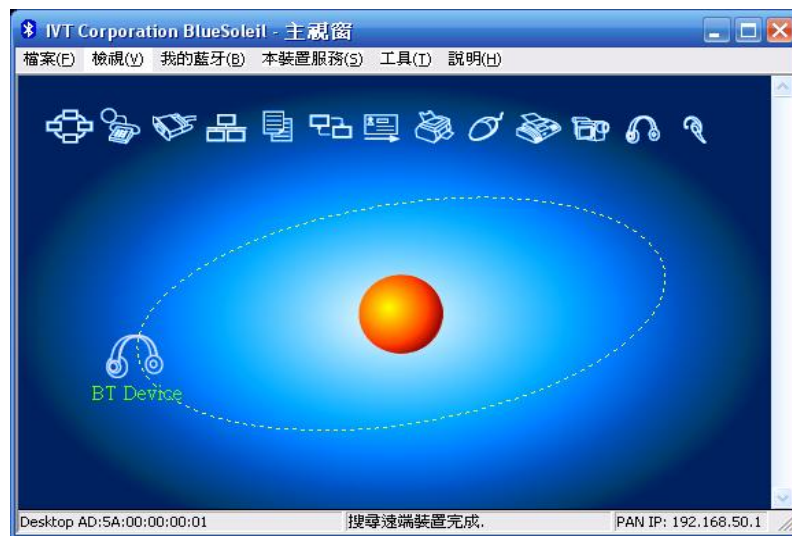 IVT Corporation BlueSoleil - 主視窗
檔案(F) 檢視(V) 我的藍牙(B) 本裝置服務(S) 工具(T) 說明(H)
BT Device
Desktop AD:5A:00:00:00:01 搜尋遠端裝置完成. PAN IP: 192.168.50.1